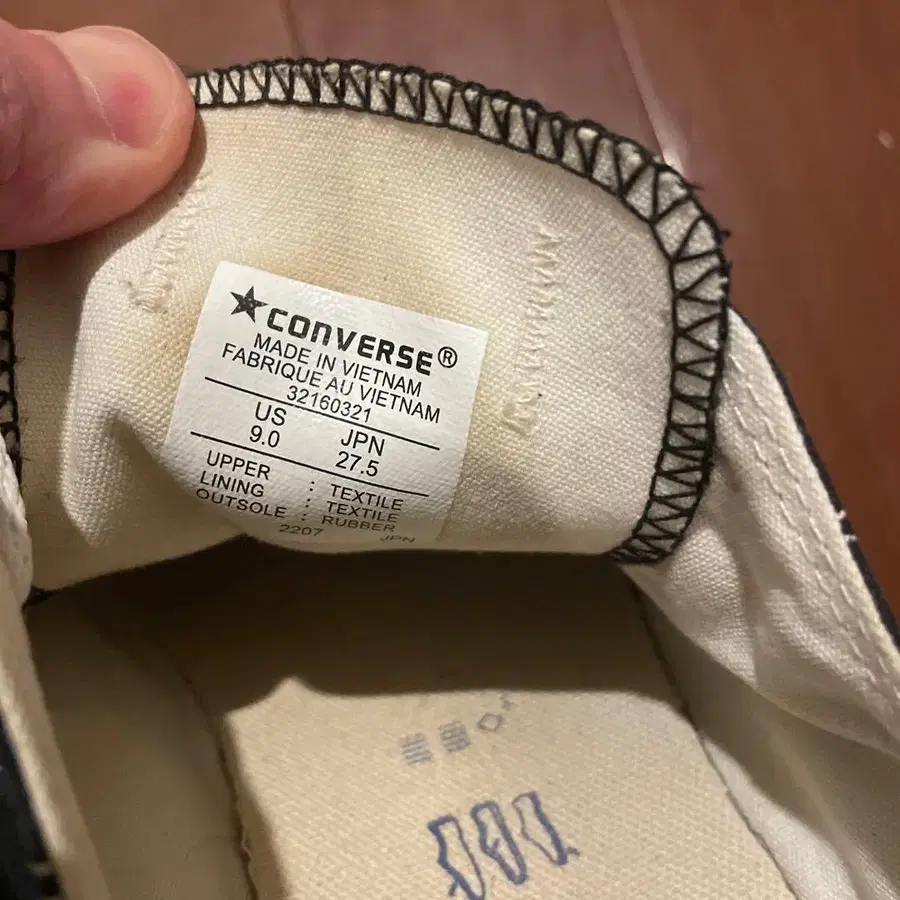 ★CONVERSE®
MADE IN VIETNAM
FABRIQUE AU VIETNAM
32160321
US JPN
9.0 27.5
UPPER : TEXTILE
LINING : TEXTILE
OUTSOLE : RUBBER
2207 JPN